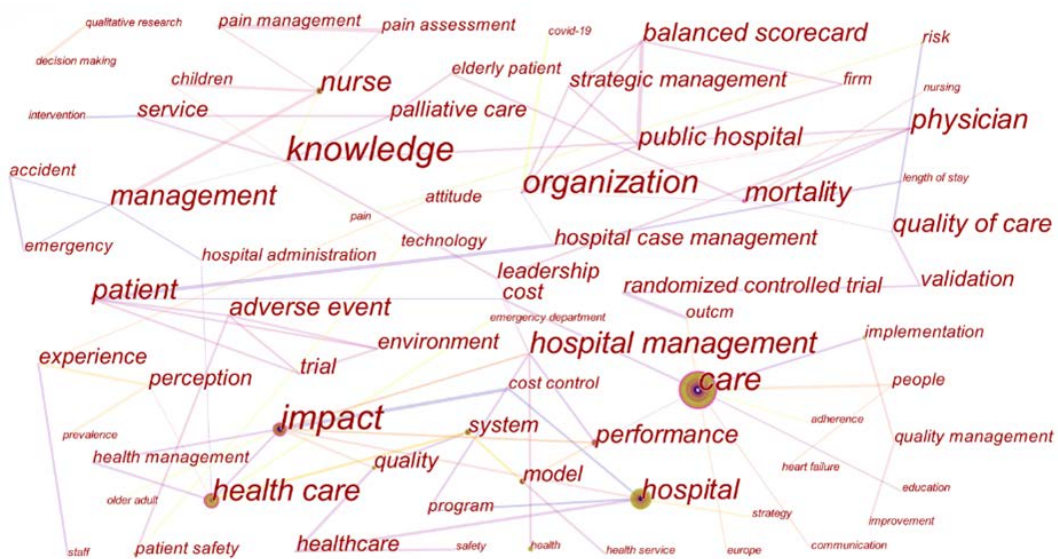 qualitative research
pain management
pain assessment
covid-19
balanced scorecard
risk
decision making
children
nurse
elderly patient
strategic management
firm
nursing
intervention
service
palliative care
public hospital
physician
knowledge
accident
management
attitude
organization
mortality
length of stay
pain
quality of care
emergency
hospital administration
technology
hospital case management
patient
leadership
cost
randomized controlled trial
validation
adverse event
emergency department
outcm
environment
hospital management
implementation
experience
trial
perception
cost control
care
people
impact
system
performance
adherence
prevalence
health management
quality
quality management
heart failure
model
older adult
health care
hospital
education
program
strategy
improvement
staff
patient safety
healthcare
safety
health
health service
europe
communication